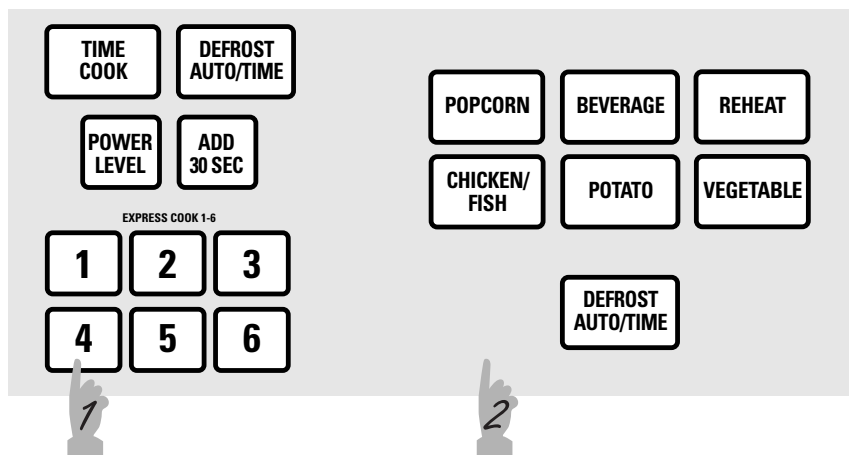 TIME
COOK
DEFROST
AUTO/TIME
POWER
LEVEL
ADD
30 SEC
EXPRESS COOK 1-6
1
2
3
4
5
6
1
POPCORN
BEVERAGE
REHEAT
CHICKEN/
FISH
POTATO
VEGETABLE
DEFROST
AUTO/TIME
2